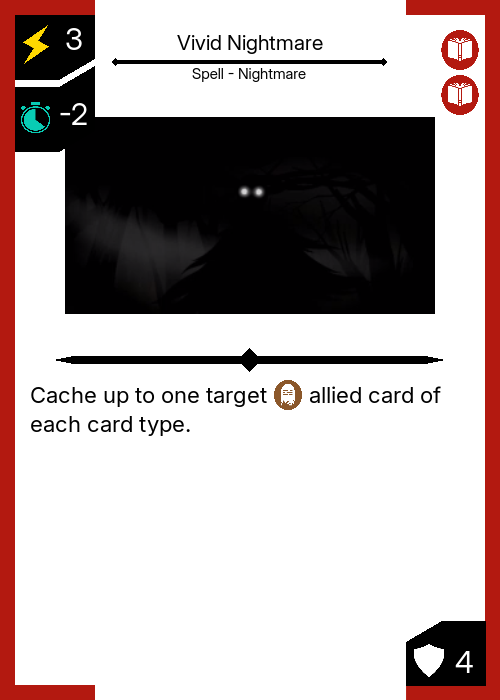 3
Vivid Nightmare
Spell - Nightmare
-2
Cache up to one target allied card of
each card type.
4